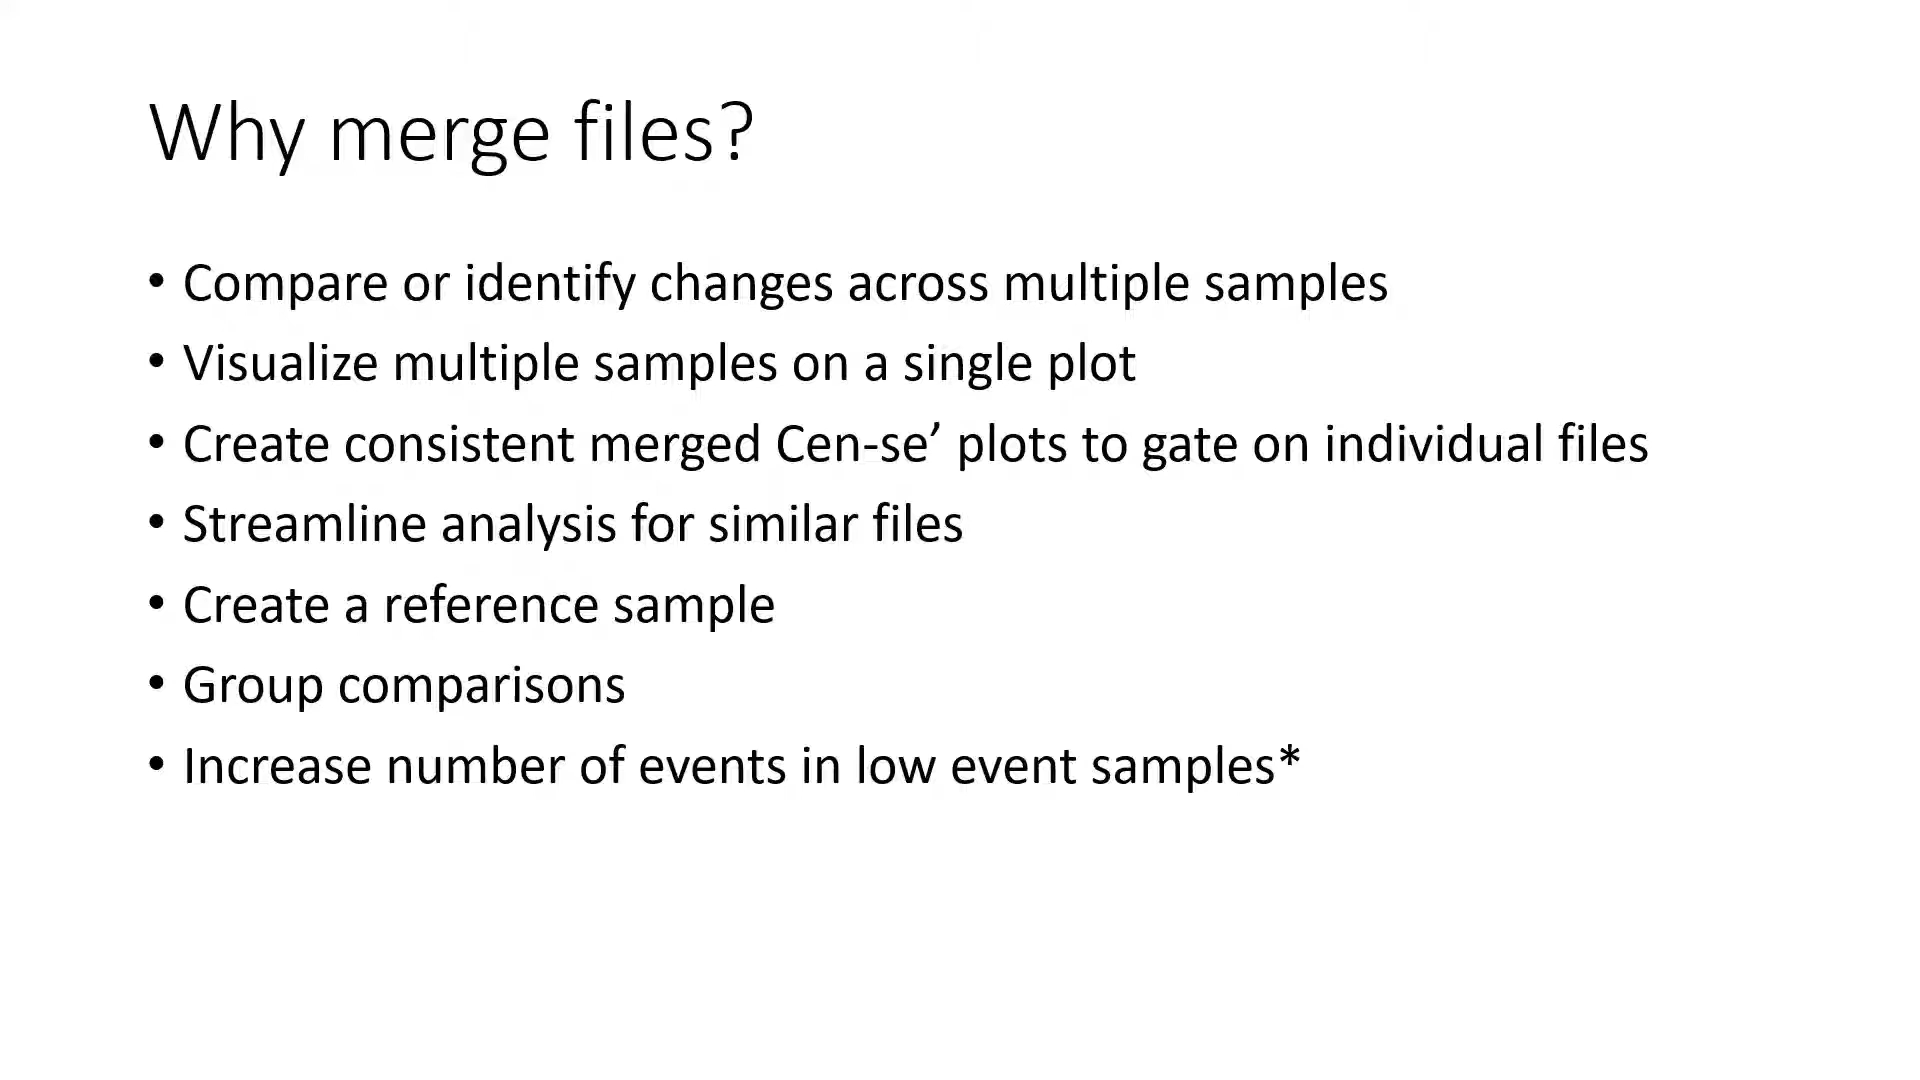 Why merge files?
• Compare or identify changes across multiple samples
• Visualize multiple samples on a single plot
• Create consistent merged Cen-se’ plots to gate on individual files
• Streamline analysis for similar files
• Create a reference sample
• Group comparisons
• Increase number of events in low event samples*